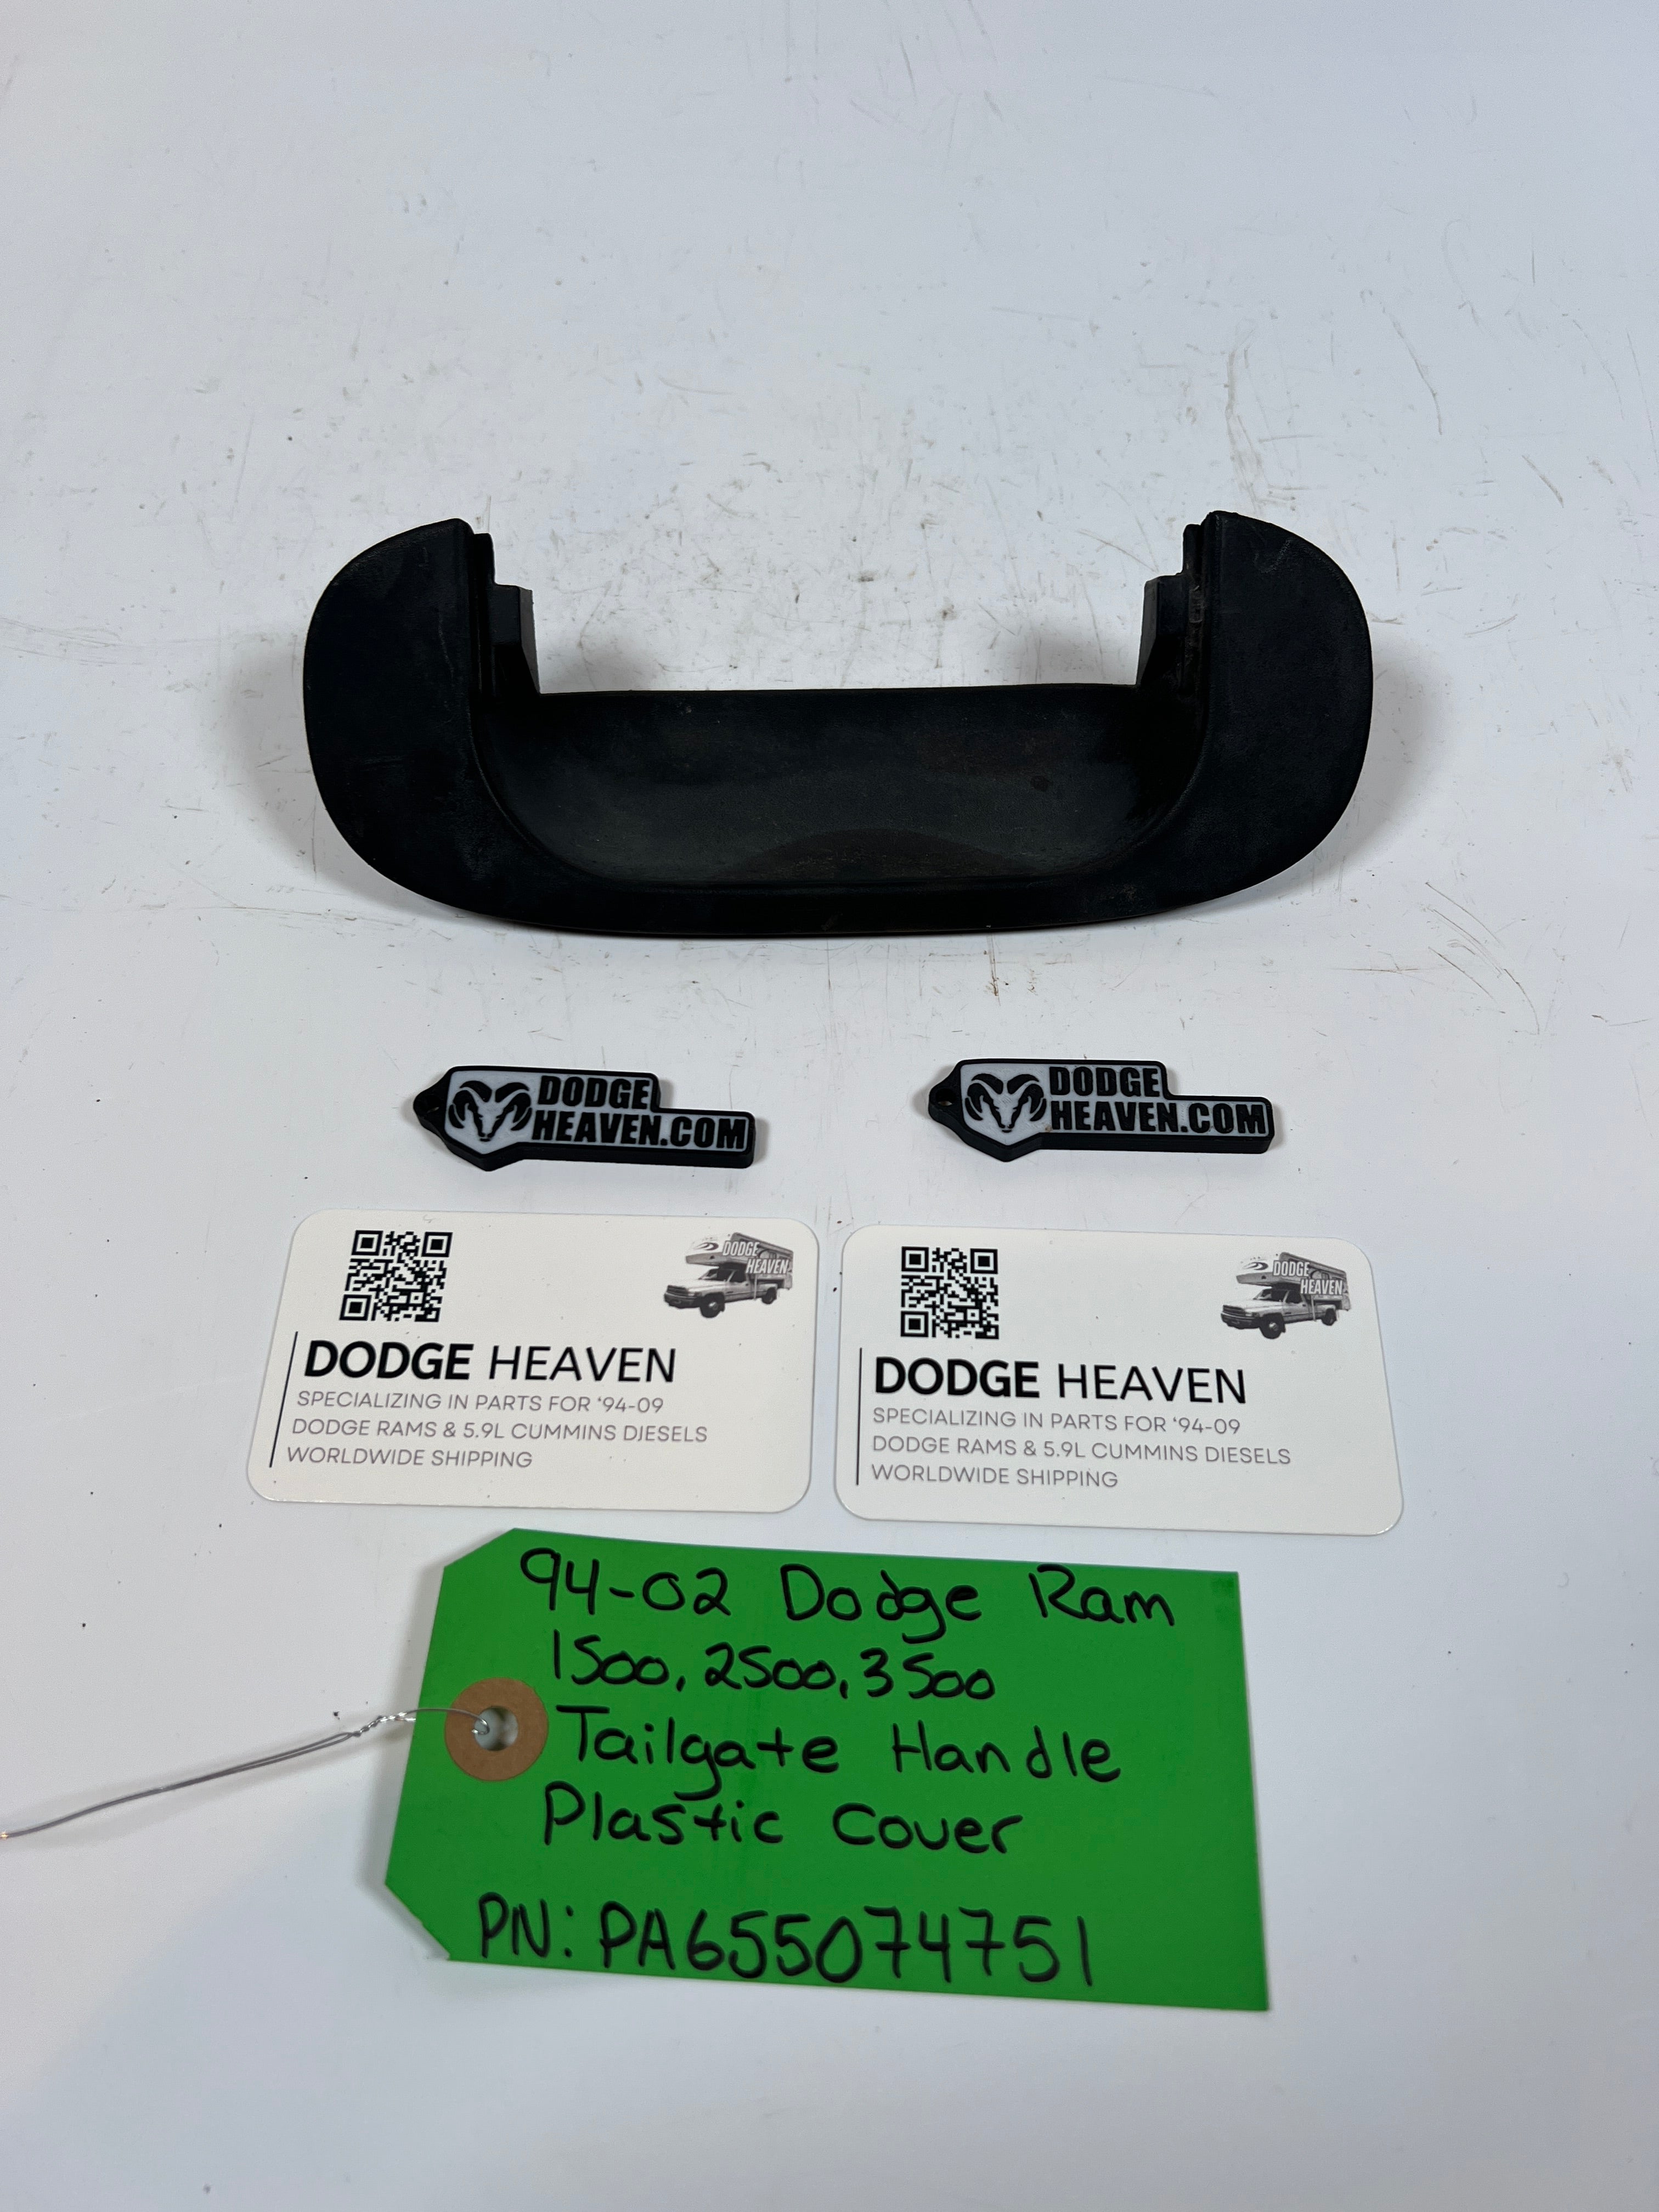 DODGE
HEAVEN.COM
DODGE
HEAVEN.COM
DODGE
HEAVEN
DODGE HEAVEN
SPECIALIZING IN PARTS FOR ‘94-09
DODGE RAMS & 5.9L CUMMINS DIESELS
WORLDWIDE SHIPPING
DODGE
HEAVEN
DODGE HEAVEN
SPECIALIZING IN PARTS FOR ‘94-09
DODGE RAMS & 5.9L CUMMINS DIESELS
WORLDWIDE SHIPPING
94-02 Dodge Ram
1500, 2500, 3500
Tailgate Handle
Plastic Cover
PN: PA655074751